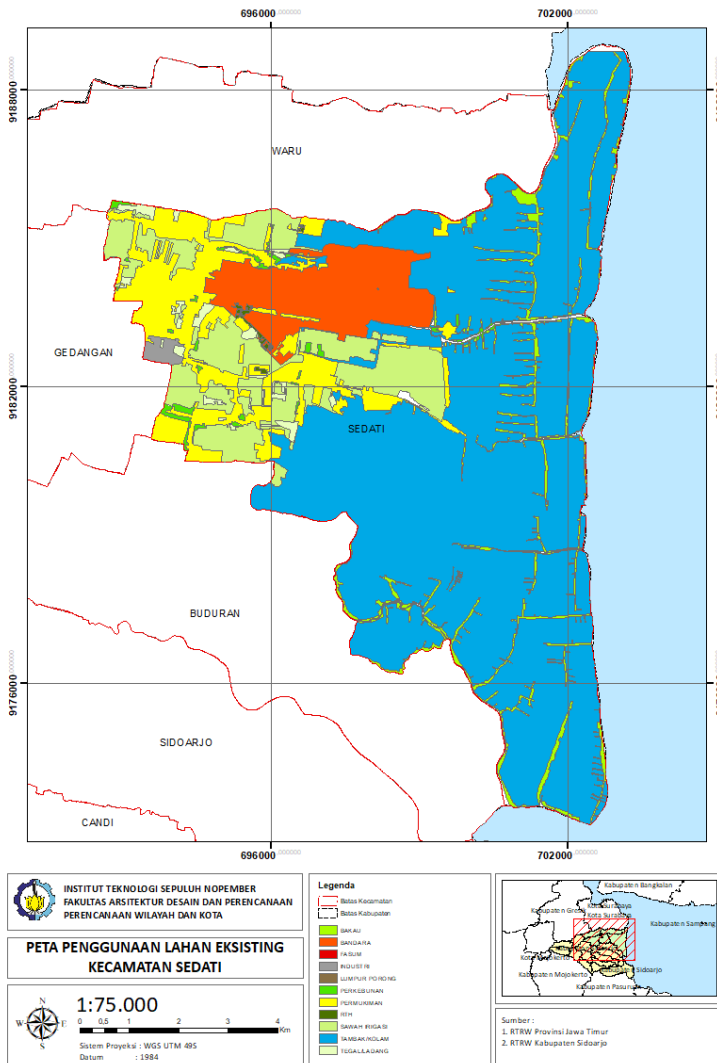 696000
702000
9188000
WARU
GEDANGAN
9182000
SEDATI
BUDURAN
9176000
SIDOARJO
CANDI
696000
702000
INSTITUT TEKNOLOGI SEPULUH NOPEMBER
FAKULTAS ARSITEKTUR DESAIN DAN PERENCANAAN
PERENCANAAN WILAYAH DAN KOTA
PETA PENGGUNAAN LAHAN EKSISTING
KECAMATAN SEDATI
N
W
E
S
1:75.000
0 0,5 1 2 3 4
Km
Sistem Proyeksi : WGS UTM 49S
Datum : 1984
Legenda
Batas Kecamatan
Batas Kabupaten
BAKAU
BANDARA
FASUM
INDUSTRI
LUMPUR PORONG
PERKEBUNAN
PERMUKIMAN
RTH
SAWAH IRIGASI
TAMBAK/KOLAM
TEGAL/LADANG
Kabupaten Bangkalan
Kota Surabaya
Kabupaten Sampang
Kabupaten Sidoarjo
Kabupaten Mojokerto
Sumber :
1. RTRW Provinsi Jawa Timur
2. RTRW Kabupaten Sidoarjo